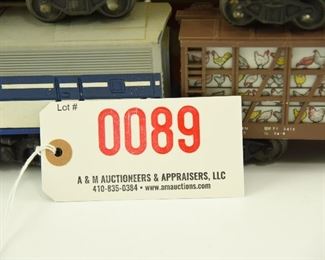 Lot #
0089
A & M AUCTIONEERS & APPRAISERS, LLC
410-835-0384 • www.amauctions.com